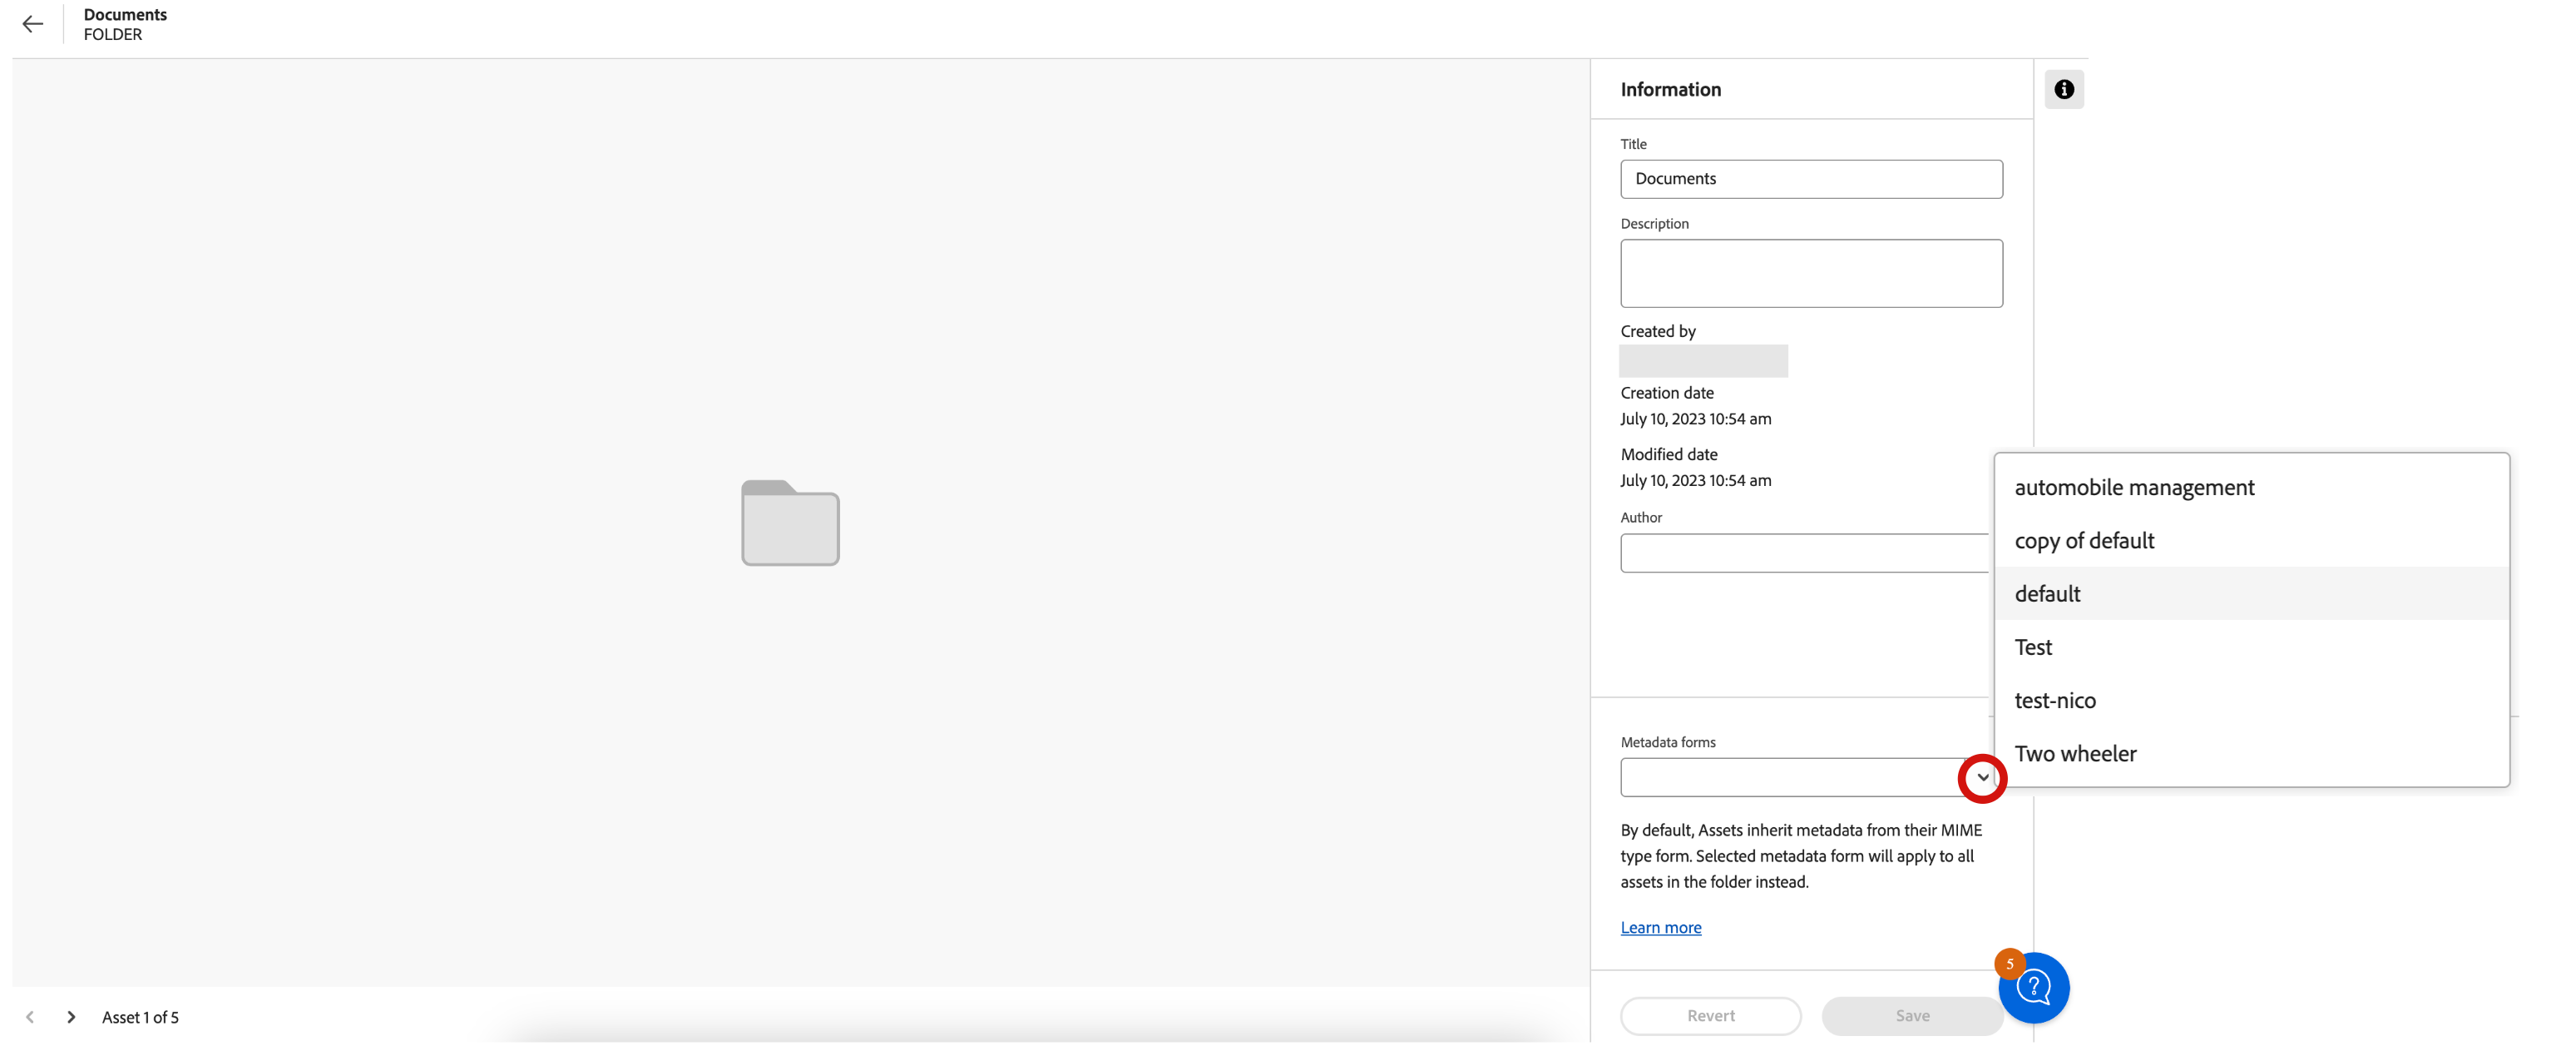 Documents
FOLDER
Information
Title
Documents
Description
Created by
Creation date
July 10, 2023 10:54 am
Modified date
July 10, 2023 10:54 am
Author
automobile management
copy of default
default
Test
test-nico
Two wheeler
Metadata forms
By default, Assets inherit metadata from their MIME
type form. Selected metadata form will apply to all
assets in the folder instead.
Learn more
5
?
Revert
Save
Asset 1 of 5